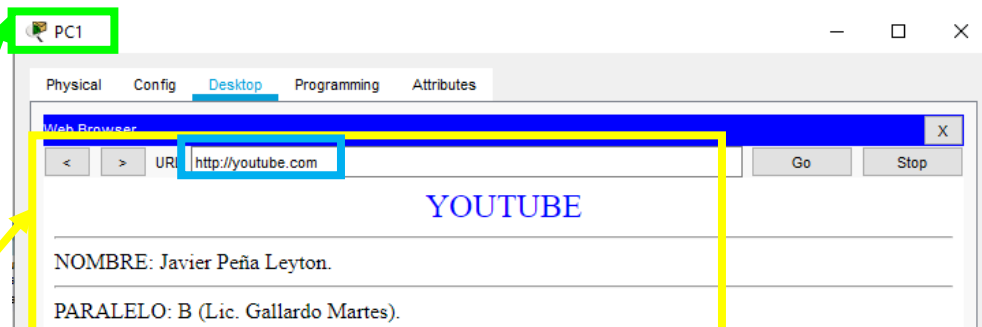 PC1
Physical Config Desktop Programming Attributes
Web Browser X
< > URL http://youtube.com Go Stop
YOUTUBE
NOMBRE: Javier Peña Leyton.
PARALELO: B (Lic. Gallardo Martes).